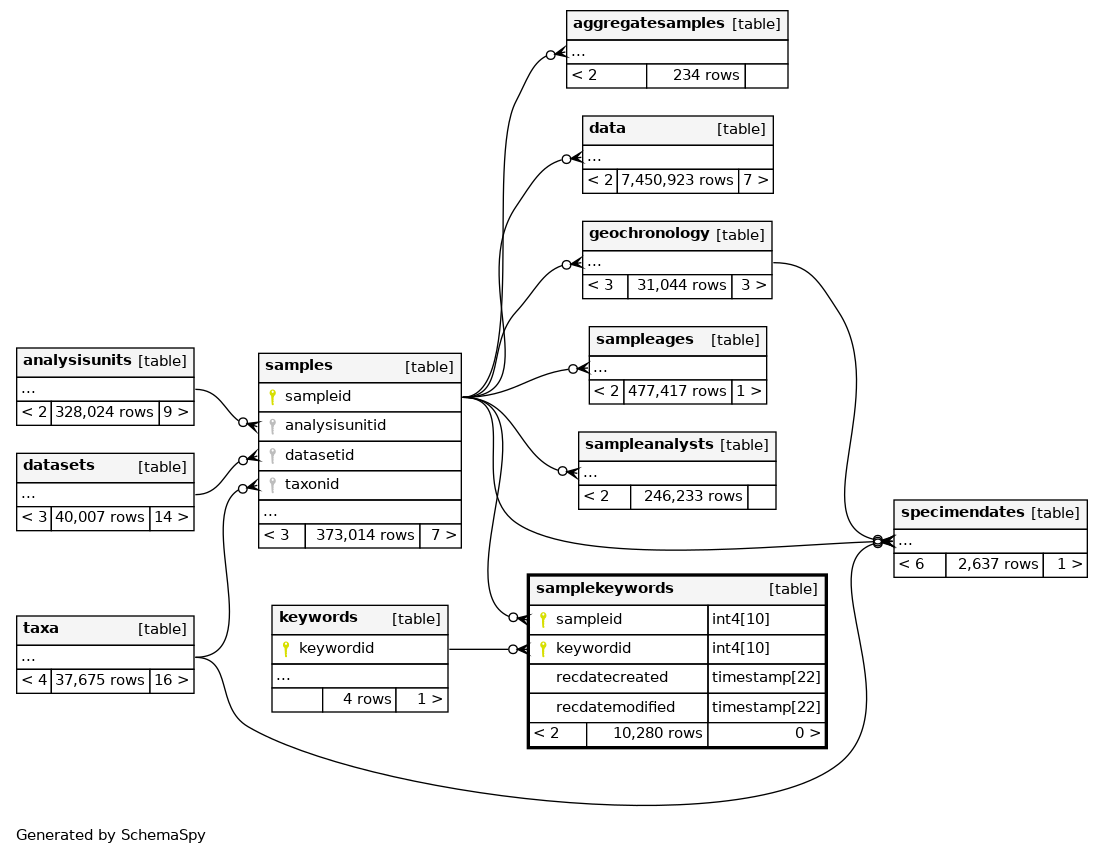 aggregatesamples [table]
...
< 2 234 rows
data [table]
...
< 2 7,450,923 rows 7 >
geochronology [table]
...
< 3 31,044 rows 3 >
sampleages [table]
...
< 2 477,417 rows 1 >
sampleanalysts [table]
...
< 2 246,233 rows
analysisunits [table]
...
< 2 328,024 rows 9 >
datasets [table]
...
< 3 40,007 rows 14 >
taxa [table]
...
< 4 37,675 rows 16 >
samples [table]
sampleid
analysisunitid
datasetid
taxonid
...
< 3 373,014 rows 7 >
keywords [table]
keywordid
...
4 rows 1 >
samplekeywords [table]
sampleid int4[10]
keywordid int4[10]
recdatecreated timestamp[22]
recdatemodified timestamp[22]
< 2 10,280 rows 0 >
specimendates [table]
...
< 6 2,637 rows 1 >
Generated by SchemaSpy